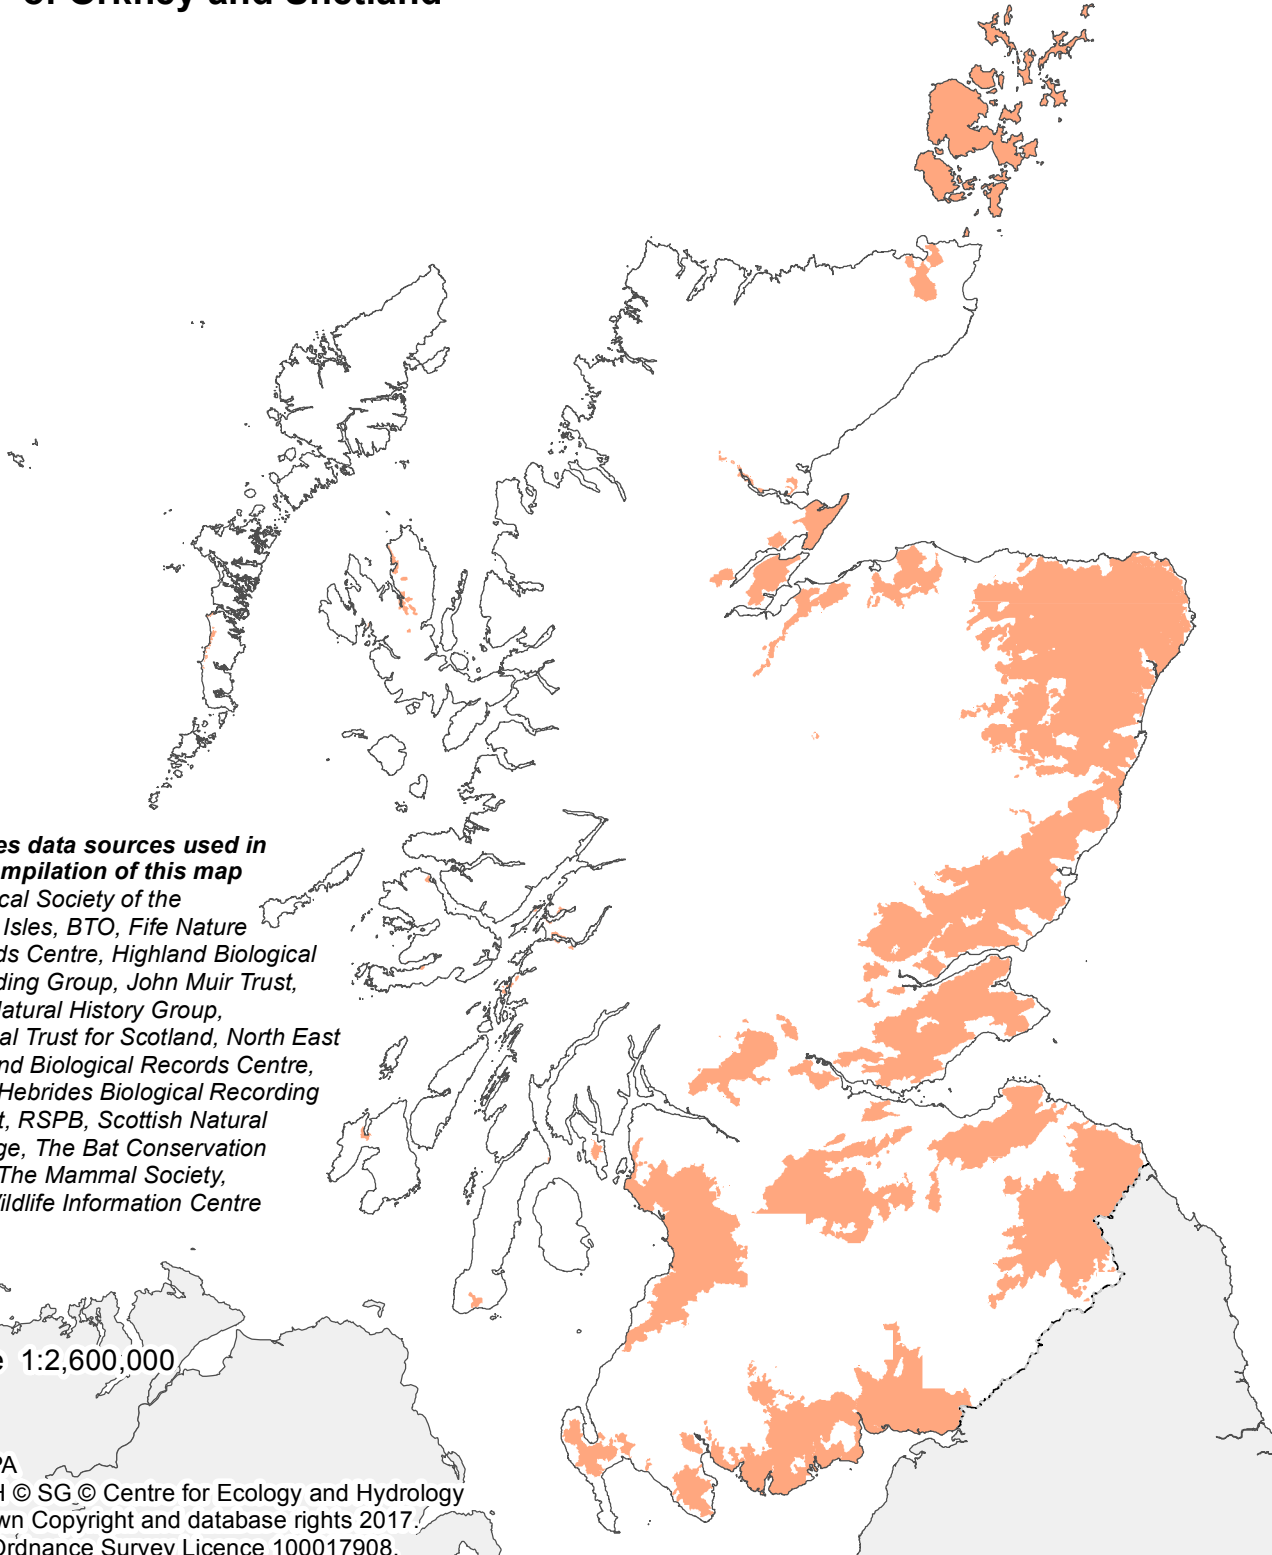 of Orkney and Shetland
es data sources used in
mpilation of this map
cal Society of the
Isles, BTO, Fife Nature
ds Centre, Highland Biological
ding Group, John Muir Trust,
Natural History Group,
al Trust for Scotland, North East
nd Biological Records Centre,
Hebrides Biological Recording
t, RSPB, Scottish Natural
ge, The Bat Conservation
The Mammal Society,
Wildlife Information Centre
e 1:2,600,000
PA
H © SG © Centre for Ecology and Hydrology
wn Copyright and database rights 2017.
Ordnance Survey Licence 100017908.